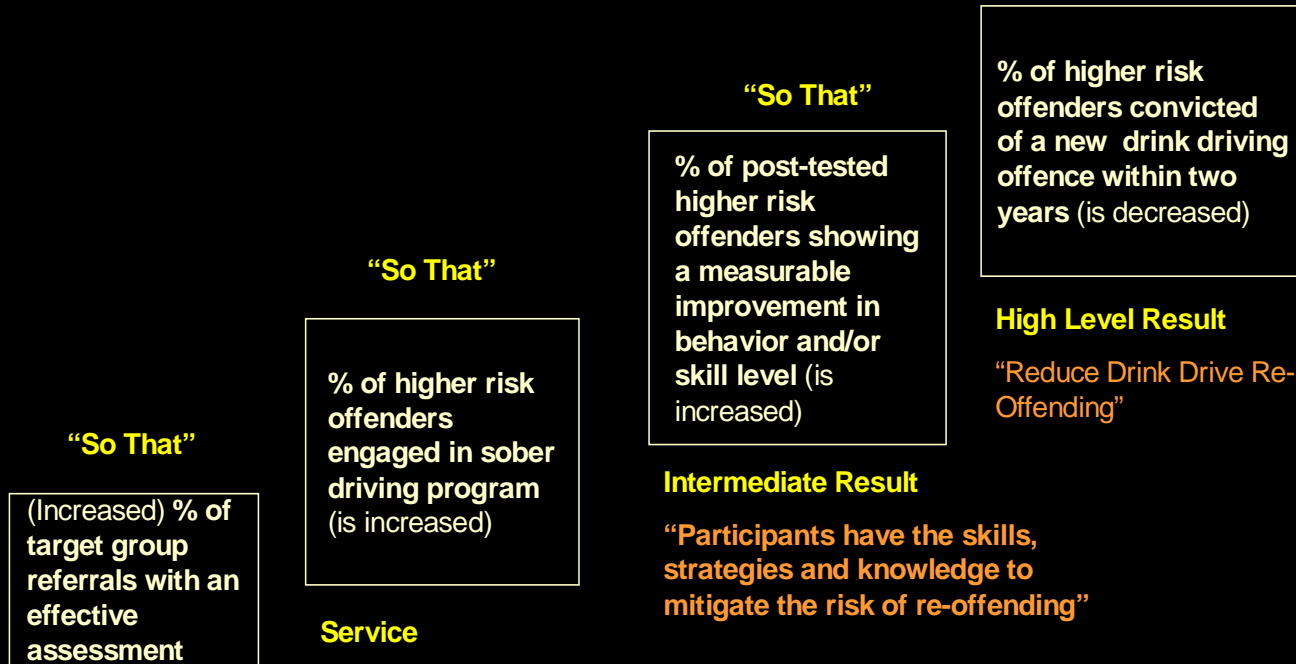 “So That”
(Increased) % of
target group
referrals with an
effective
assessment
“So That”
% of higher risk
offenders
engaged in sober
driving program
(is increased)
Service
“So That”
% of post-tested
higher risk
offenders showing
a measurable
improvement in
behavior and/or
skill level (is
increased)
Intermediate Result
“Participants have the skills,
strategies and knowledge to
mitigate the risk of re-offending”
% of higher risk
offenders convicted
of a new drink driving
offence within two
years (is decreased)
High Level Result
“Reduce Drink Drive Re-
Offending”